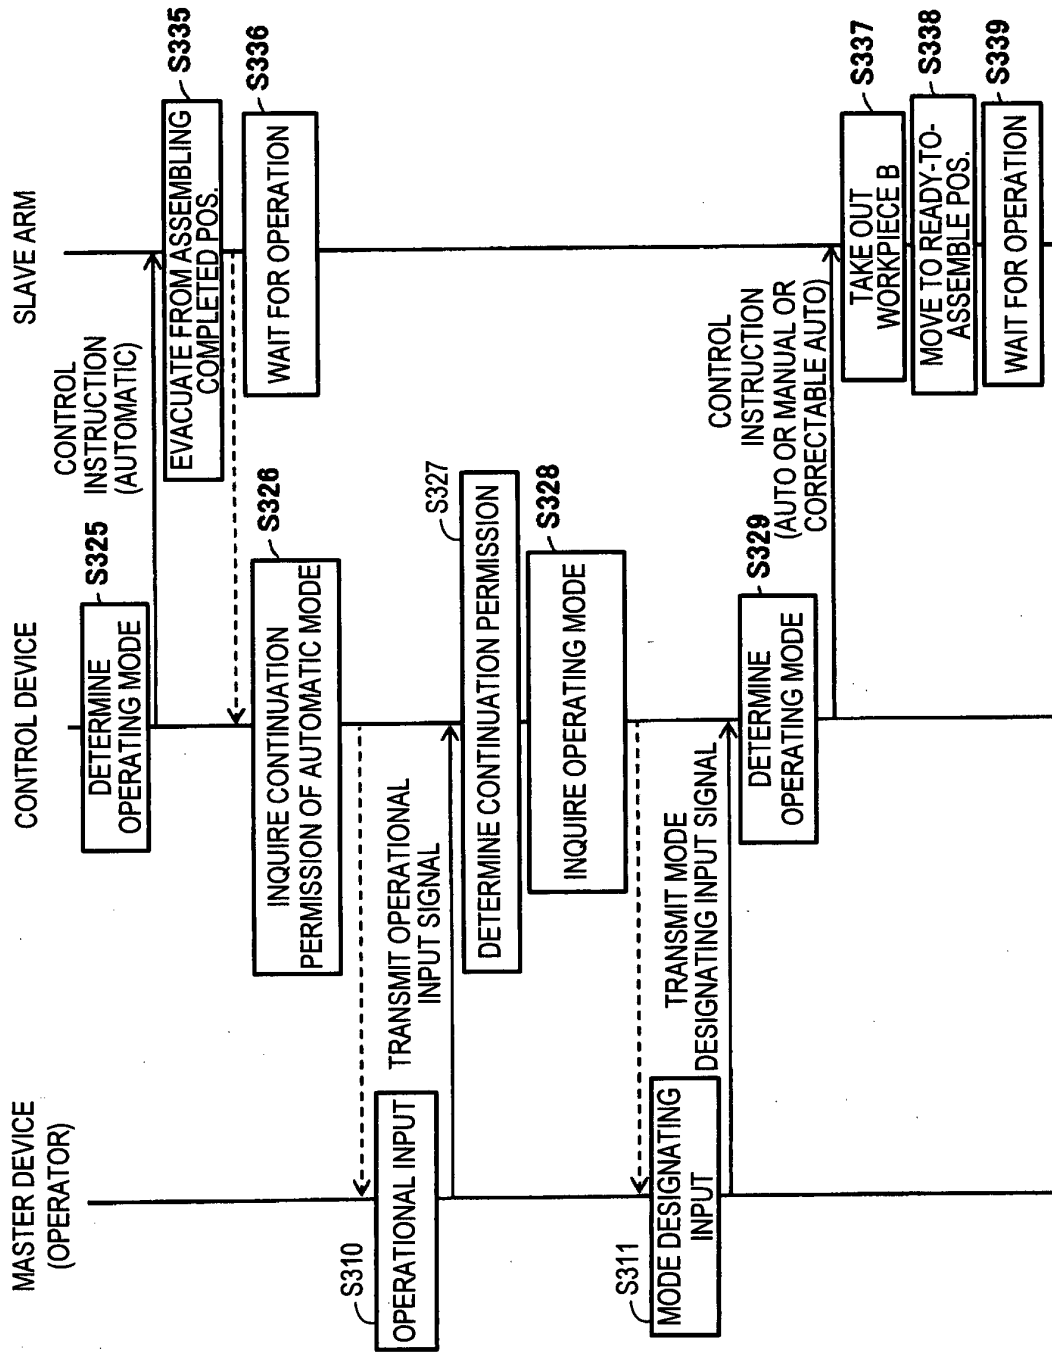 MASTER DEVICE
(OPERATOR)
CONTROL DEVICE
SLAVE ARM
DETERMINE
OPERATING MODE
S325
CONTROL
INSTRUCTION
(AUTOMATIC)
EVACUATE FROM ASSEMBLING
COMPLETED POS.
S335
WAIT FOR OPERATION
S336
INQUIRE CONTINUATION
PERMISSION OF AUTOMATIC MODE
S326
S310
OPERATIONAL INPUT
TRANSMIT OPERATIONAL
INPUT SIGNAL
DETERMINE CONTINUATION PERMISSION
S327
INQUIRE OPERATING MODE
S328
S311
MODE DESIGNATING
INPUT
TRANSMIT MODE
DESIGNATING INPUT SIGNAL
DETERMINE
OPERATING MODE
S329
CONTROL
INSTRUCTION
(AUTO OR MANUAL OR
CORRECTABLE AUTO)
TAKE OUT
WORKPIECE B
S337
MOVE TO READY-TO-
ASSEMBLE POS.
S338
WAIT FOR OPERATION
S339